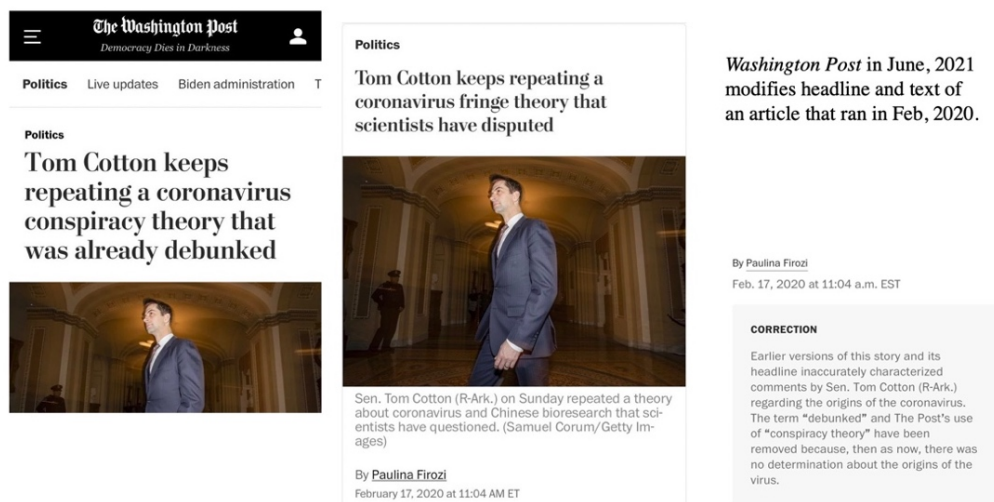 The Washington Post
Democracy Dies in Darkness
Politics Live updates Biden administration T
Politics
Tom Cotton keeps
repeating a coronavirus
conspiracy theory that
was already debunked
Politics
Tom Cotton keeps repeating a
coronavirus fringe theory that
scientists have disputed
Sen. Tom Cotton (R-Ark.) on Sunday repeated a theory
about coronavirus and Chinese bioresearch that sci-
entists have questioned. (Samuel Corum/Getty Im-
ages)
By Paulina Firozi
February 17, 2020 at 11:04 AM ET
Washington Post in June, 2021
modifies headline and text of
an article that ran in Feb, 2020.
By Paulina Firozi
Feb. 17, 2020 at 11:04 a.m. EST
CORRECTION
Earlier versions of this story and its
headline inaccurately characterized
comments by Sen. Tom Cotton (R-Ark.)
regarding the origins of the coronavirus.
The term “debunked” and The Post’s use
of “conspiracy theory” have been
removed because, then as now, there was
no determination about the origins of the
virus.